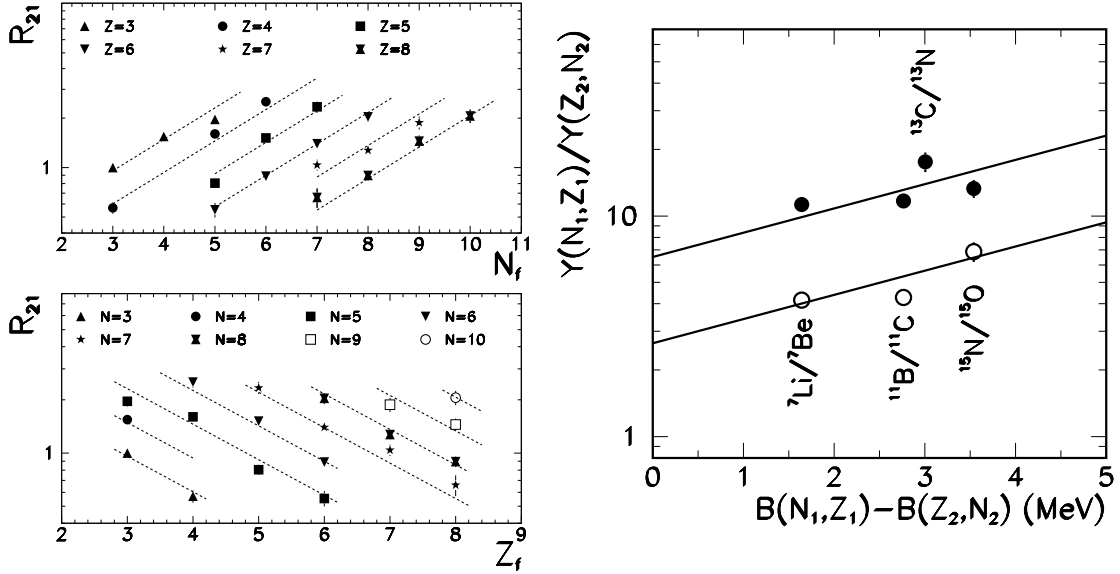 R₂₁
Z=3 Z=4 Z=5
Z=6 Z=7 Z=8
1
2 3 4 5 6 7 8 9 10 11
N_f
R₂₁
N=3 N=4 N=5 N=6
N=7 N=8 N=9 N=10
1
2 3 4 5 6 7 8 9
Z_f
Y(N₁,Z₁)/Y(Z₂,N₂)
10
1
¹³C/¹³N
⁷Li/⁷Be
¹¹B/¹¹C
¹⁵N/¹⁵O
0 1 2 3 4 5
B(N₁,Z₁)−B(Z₂,N₂) (MeV)